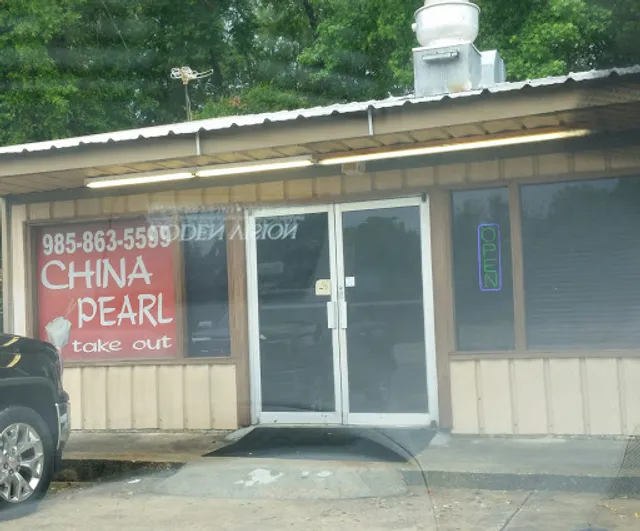 985-863-5599
CHINA
PEARL
take out
OPEN